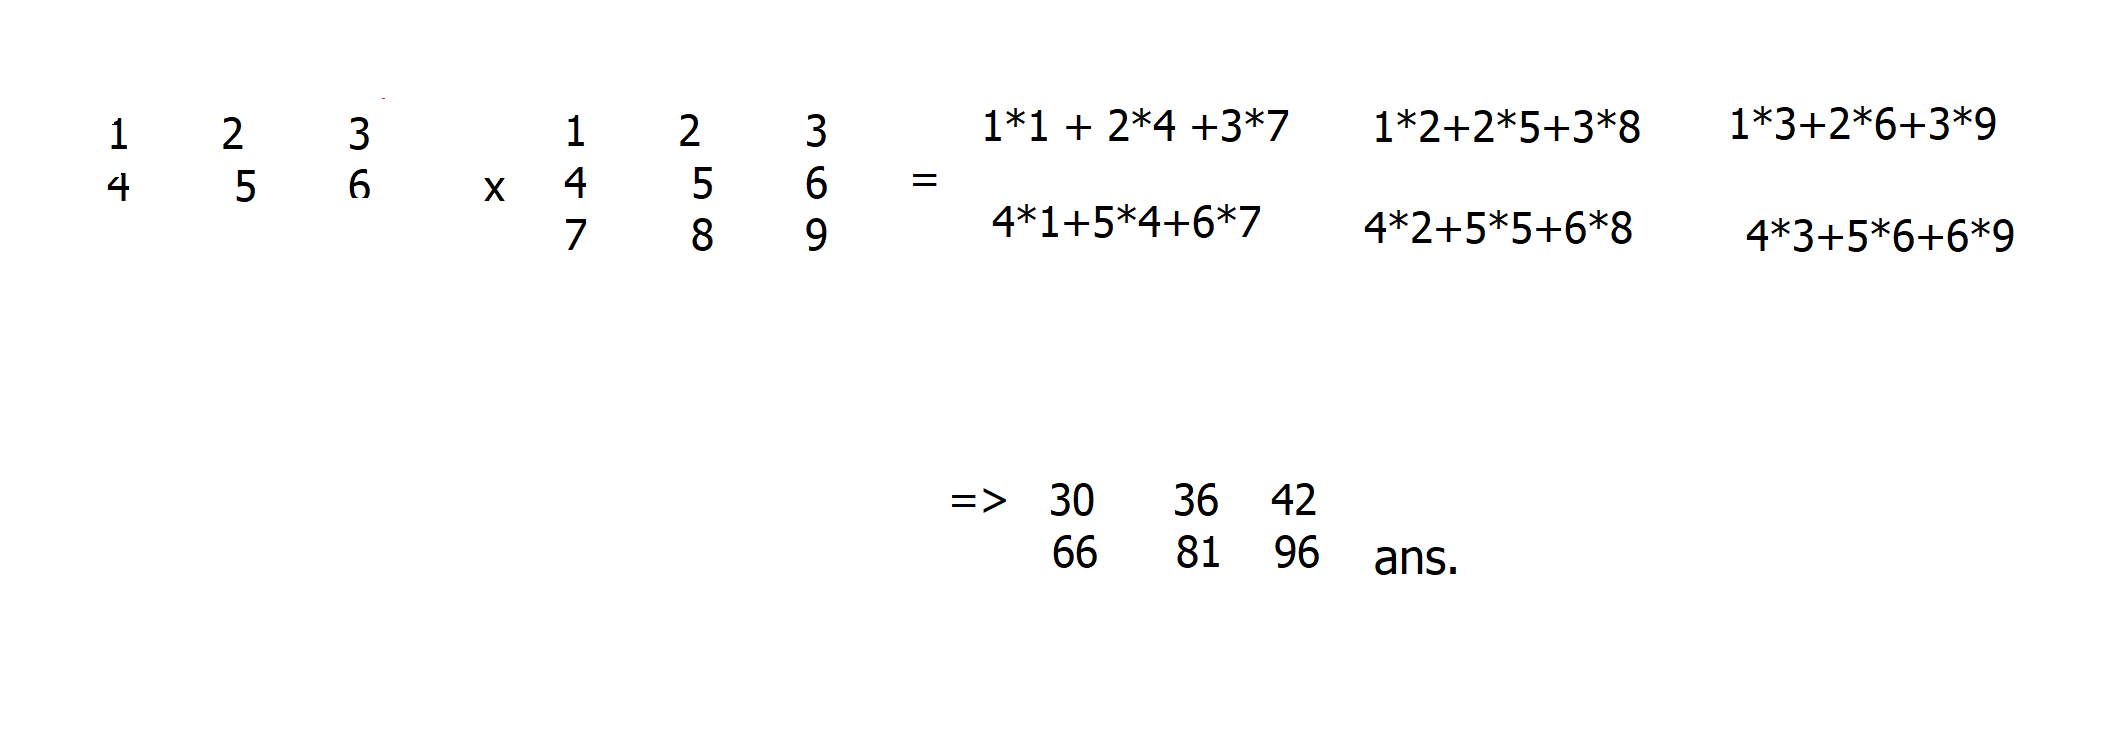 1 2 3 1 2 3 1*1 + 2*4 +3*7 1*2+2*5+3*8 1*3+2*6+3*9
4 5 6 x 4 5 6 =
7 8 9 4*1+5*4+6*7 4*2+5*5+6*8 4*3+5*6+6*9
=> 30 36 42
66 81 96 ans.